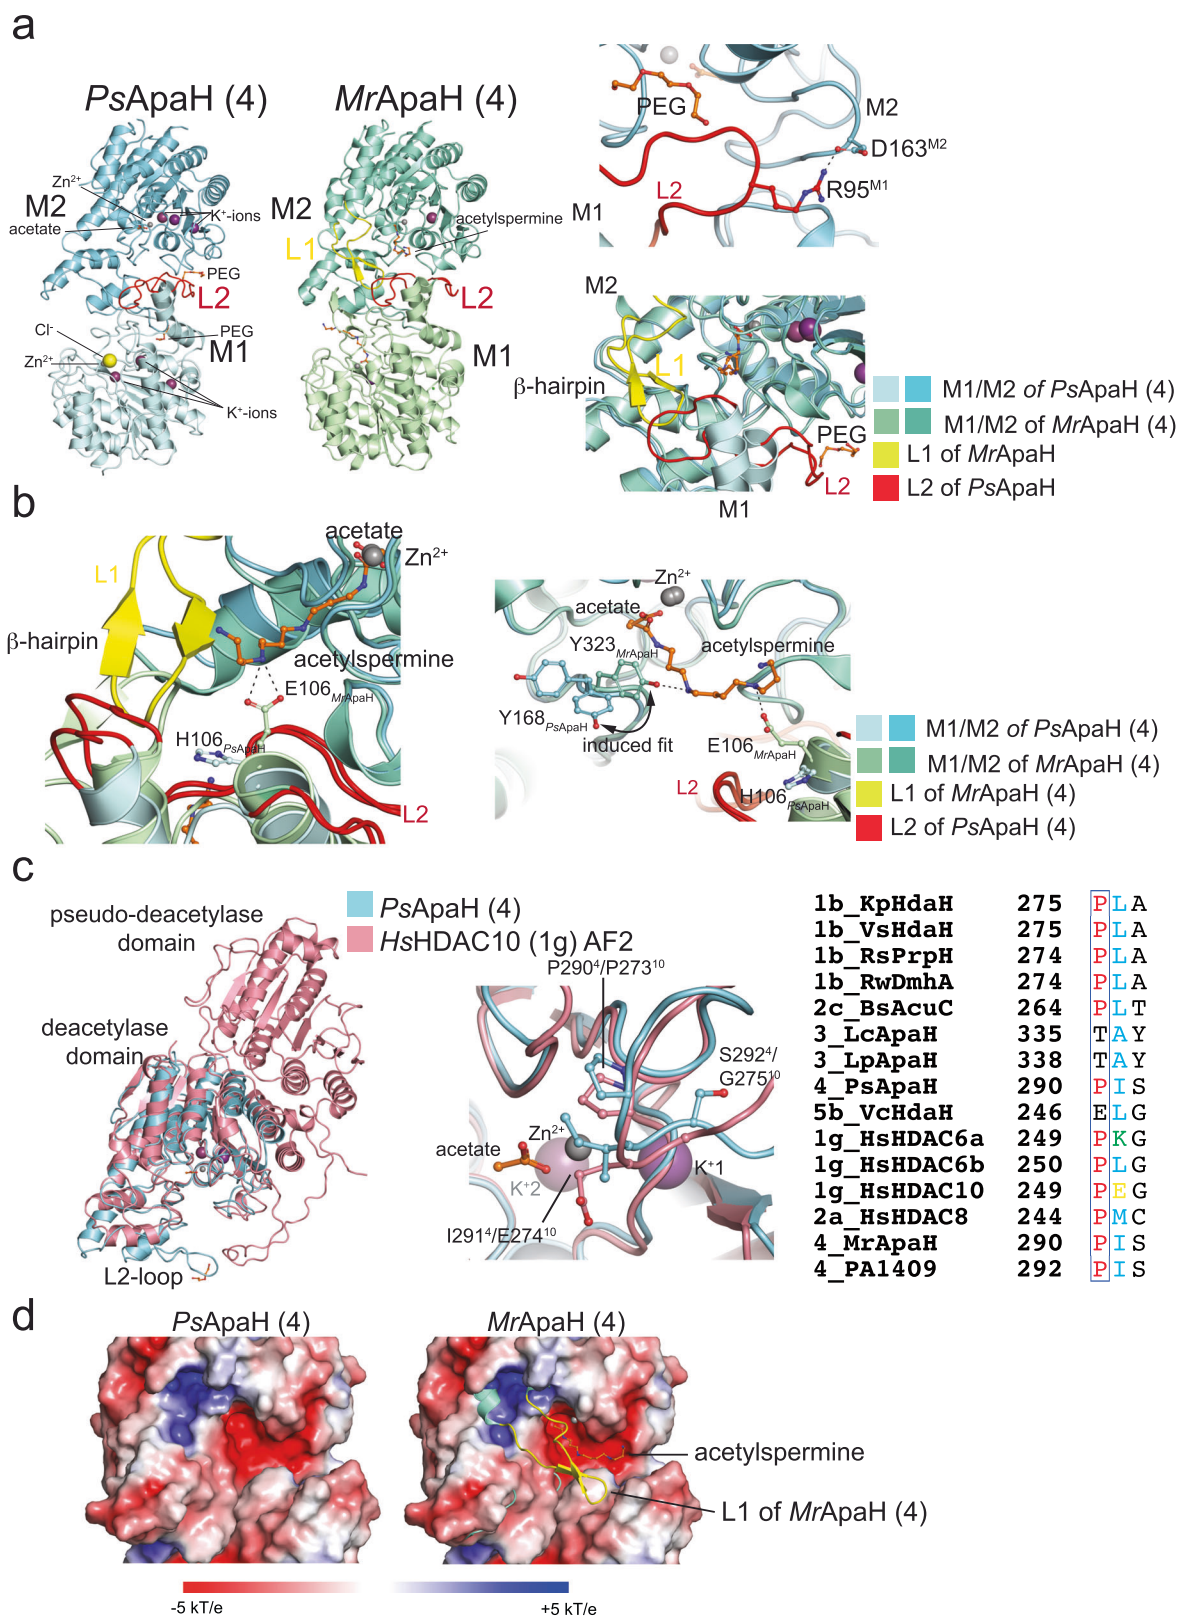 a
PsApaH (4)
MrApaH (4)
Zn²⁺
M2
acetate
K⁺-ions
PEG
L2
Cl⁻
PEG
M1
Zn²⁺
K⁺-ions
M2
L1
acetylspermine
L2
M1
PEG
M2
D163ᴹ²
R95ᴹ¹
L2
M1
M2
L1
β-hairpin
PEG
L2
M1
M1/M2 of PsApaH (4)
M1/M2 of MrApaH (4)
L1 of MrApaH
L2 of PsApaH
b
acetate
Zn²⁺
L1
β-hairpin
acetylspermine
E106MrApaH
H106PsApaH
L2
Zn²⁺
acetate
Y323MrApaH
acetylspermine
Y168PsApaH
induced fit
E106MrApaH
L2
H106PsApaH
M1/M2 of PsApaH (4)
M1/M2 of MrApaH (4)
L1 of MrApaH (4)
L2 of PsApaH (4)
c
pseudo-deacetylase
domain
deacetylase
domain
L2-loop
PsApaH (4)
HsHDAC10 (1g) AF2
P290⁴/P273¹⁰
S292⁴/
G275¹⁰
Zn²⁺
acetate
K⁺2
K⁺1
I291⁴/E274¹⁰
1b_KpHdaH 275 PLA
1b_VsHdaH 275 PLA
1b_RsPrpH 274 PLA
1b_RwDmhA 274 PLA
2c_BsAcuC 264 PLT
3_LcApaH 335 TAY
3_LpApaH 338 TAY
4_PsApaH 290 PIS
5b_VcHdaH 246 ELG
1g_HsHDAC6a 249 PKG
1g_HsHDAC6b 250 PLG
1g_HsHDAC10 249 PEG
2a_HsHDAC8 244 PMC
4_MrApaH 290 PIS
4_PA1409 292 PIS
d
PsApaH (4)
MrApaH (4)
acetylspermine
L1 of MrApaH (4)
-5 kT/e
+5 kT/e